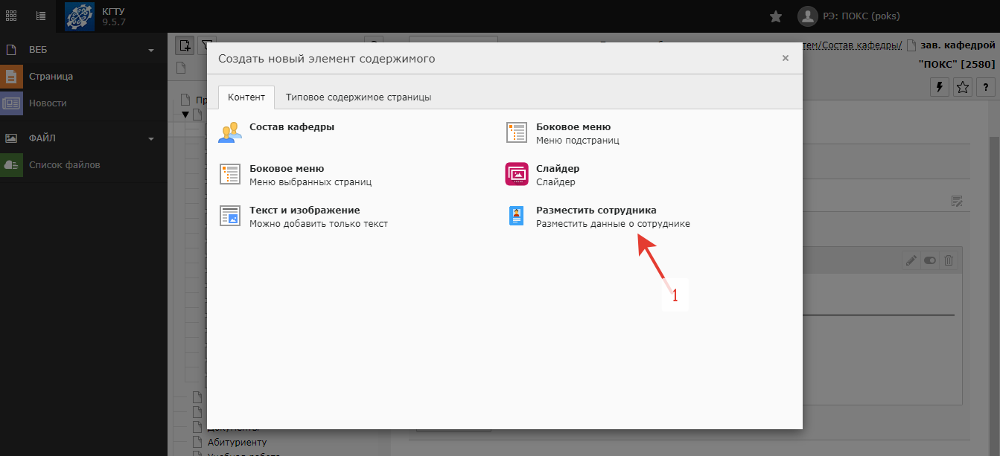 КГТУ
9.5.7
РЭ: ПОКС (poks)
ВЕБ
Страница
Новости
ФАЙЛ
Список файлов
тем/Состав кафедры/ зав. кафедрой
"ПОКС" [2580]
?
Создать новый элемент содержимого
×
Контент
Типовое содержимое страницы
Состав кафедры
Боковое меню
Меню подстраниц
Боковое меню
Меню выбранных страниц
Слайдер
Слайдер
Текст и изображение
Можно добавить только текст
Разместить сотрудника
Разместить данные о сотруднике
1
Абитуриенту